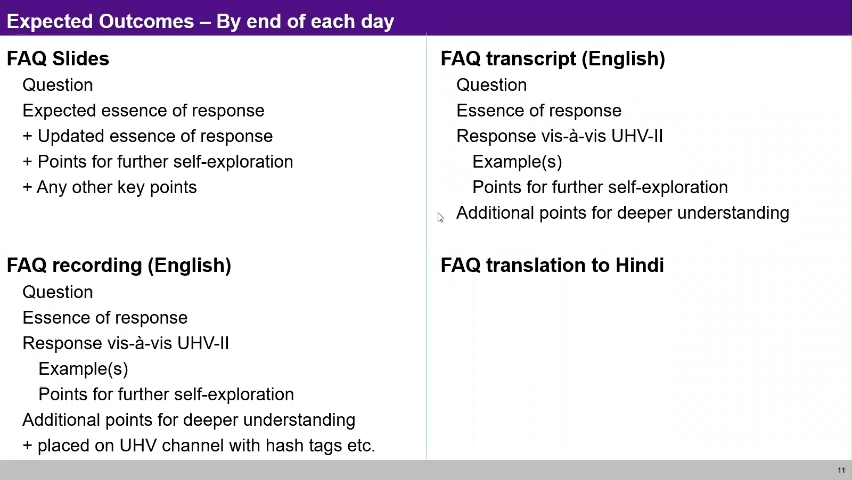 Expected Outcomes – By end of each day
FAQ Slides
Question
Expected essence of response
+ Updated essence of response
+ Points for further self-exploration
+ Any other key points
FAQ transcript (English)
Question
Essence of response
Response vis-à-vis UHV-II
Example(s)
Points for further self-exploration
Additional points for deeper understanding
FAQ recording (English)
Question
Essence of response
Response vis-à-vis UHV-II
Example(s)
Points for further self-exploration
Additional points for deeper understanding
+ placed on UHV channel with hash tags etc.
FAQ translation to Hindi
11